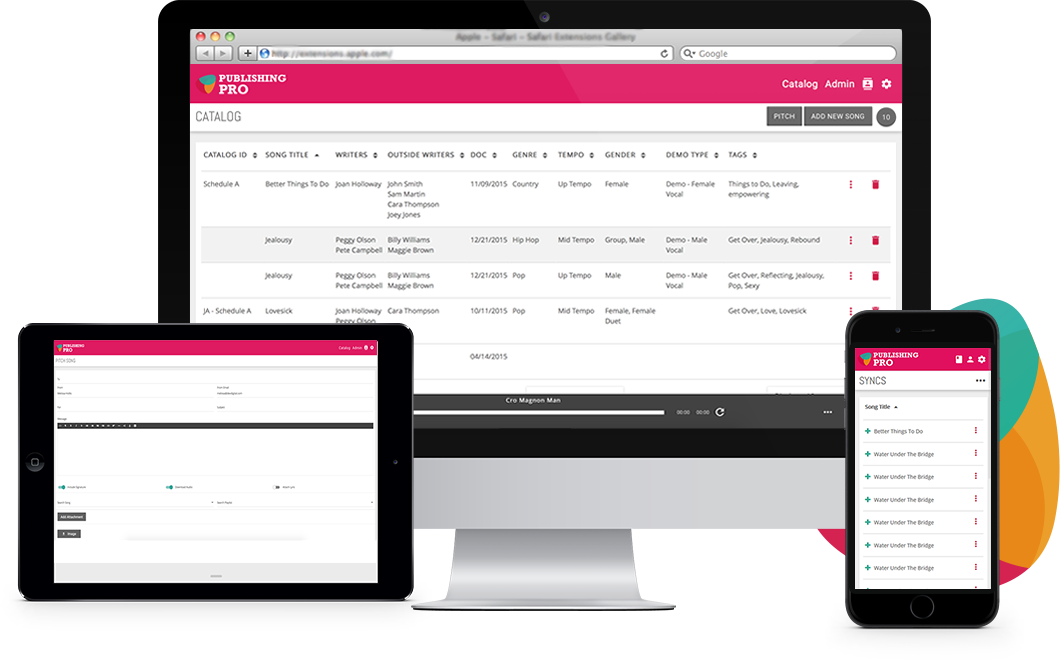 Apple – Safari – Safari Extensions Gallery
http://extensions.apple.com/
Google
PUBLISHING
PRO
Catalog Admin
CATALOG
PITCH ADD NEW SONG 10
CATALOG ID SONG TITLE WRITERS OUTSIDE WRITERS DOC GENRE TEMPO GENDER DEMO TYPE TAGS
Schedule A Better Things To Do Joan Holloway John Smith 11/09/2015 Country Up Tempo Female Demo - Female Things to Do, Leaving,
Sam Martin Vocal empowering
Cara Thompson
Joey Jones
Jealousy Peggy Olson Billy Williams 12/21/2015 Hip Hop Mid Tempo Group, Male Demo - Male Get Over, Jealousy, Rebound
Pete Campbell Maggie Brown Vocal
Jealousy Peggy Olson Billy Williams 12/21/2015 Pop Up Tempo Male Demo - Male Get Over, Reflecting, Jealousy,
Pete Campbell Maggie Brown Vocal Pop, Sexy
JA - Schedule A Lovesick Joan Holloway Cara Thompson 10/11/2015 Pop Mid Tempo Female, Female Get Over, Love, Lovesick
Peggy Olson Duet
04/14/2015
Cro Magnon Man
00:00 00:00
PUBLISHING
PRO
Catalog Admin
PITCH SONG
To
From
Subject
Message
Add Attachment
Image
PUBLISHING
PRO
SYNCS
Song Title
Better Things To Do
Water Under The Bridge
Water Under The Bridge
Water Under The Bridge
Water Under The Bridge
Water Under The Bridge
Water Under The Bridge